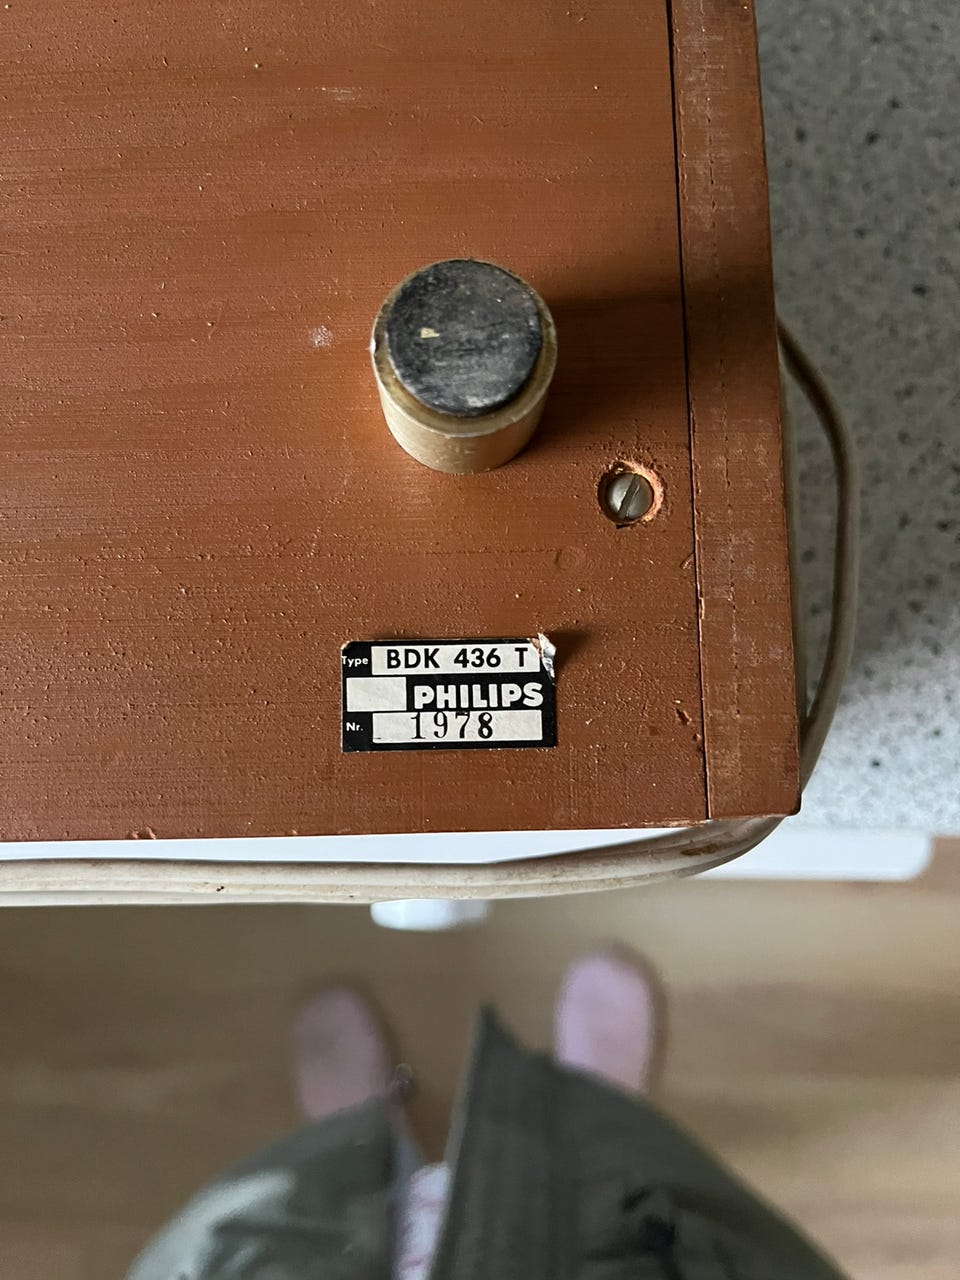 Type BDK 436 T
PHILIPS
Nr. 1978